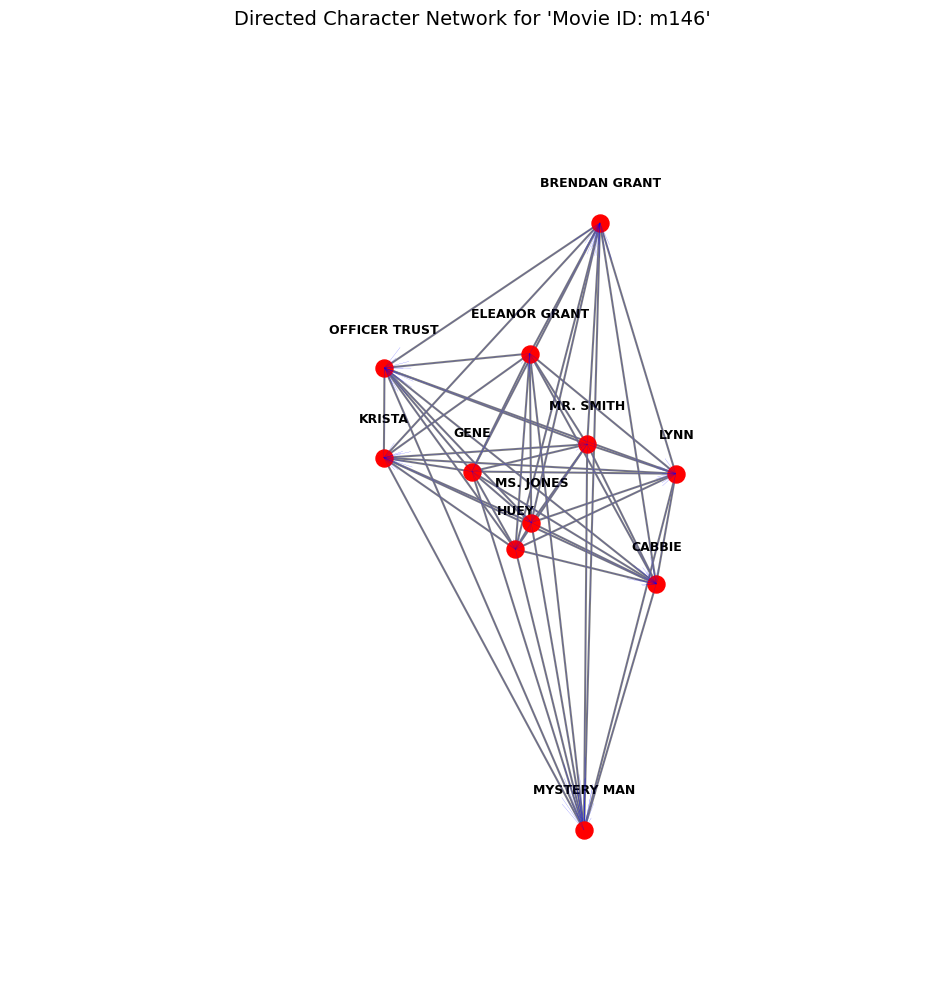 Directed Character Network for 'Movie ID: m146'
BRENDAN GRANT
ELEANOR GRANT
OFFICER TRUST
MR. SMITH
KRISTA
GENE
LYNN
MS. JONES
HUEY
CABBIE
MYSTERY MAN